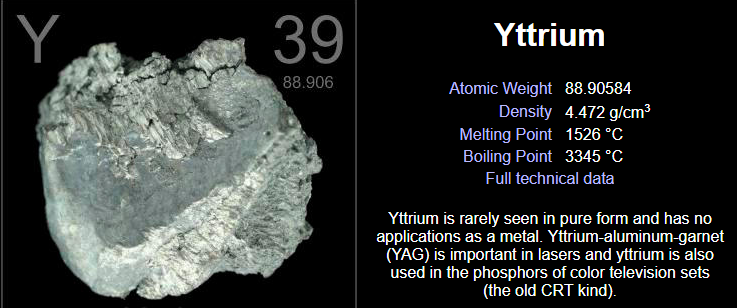 Y
39
88.906
Yttrium
Atomic Weight 88.90584
Density 4.472 g/cm³
Melting Point 1526 °C
Boiling Point 3345 °C
Full technical data
Yttrium is rarely seen in pure form and has no
applications as a metal. Yttrium-aluminum-garnet
(YAG) is important in lasers and yttrium is also
used in the phosphors of color television sets
(the old CRT kind).